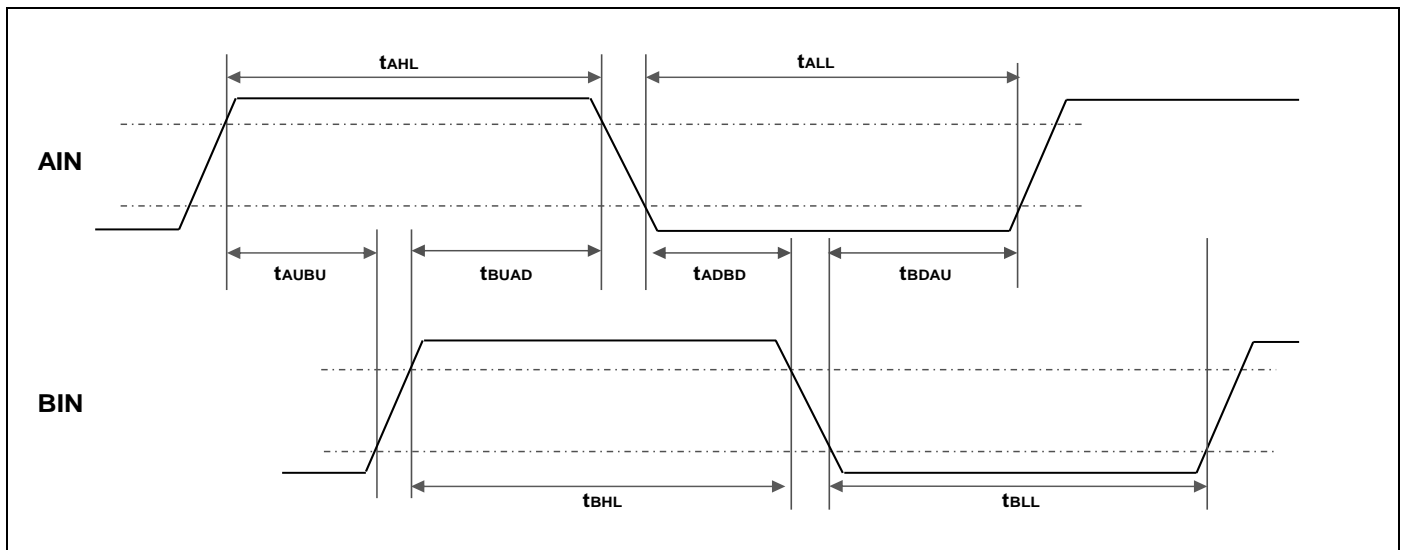 tAHL tALL
AIN
tAUBU tBUAD tADBD tBDAU
BIN
tBHL tBLL